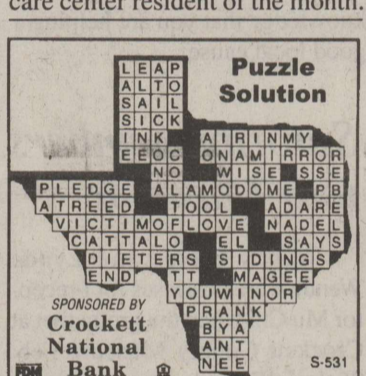 care center resident of the month.
Puzzle
Solution
LEAP
ALTO
SAIL
SICK
INK AIRINMY
EEOC ONAMIRROR
NO WISE SSE
PLEDGE ALAMODOME PB
ATREED TOOL ADARE
VICTIMOFLOVE NADEL
CATTALO EL SAYS
DIETERS SIDINGS
END TT MAGEE
YOUWINOR
PRANK
BYA
ANT
NEE
SPONSORED BY
Crockett
National
Bank
S-531